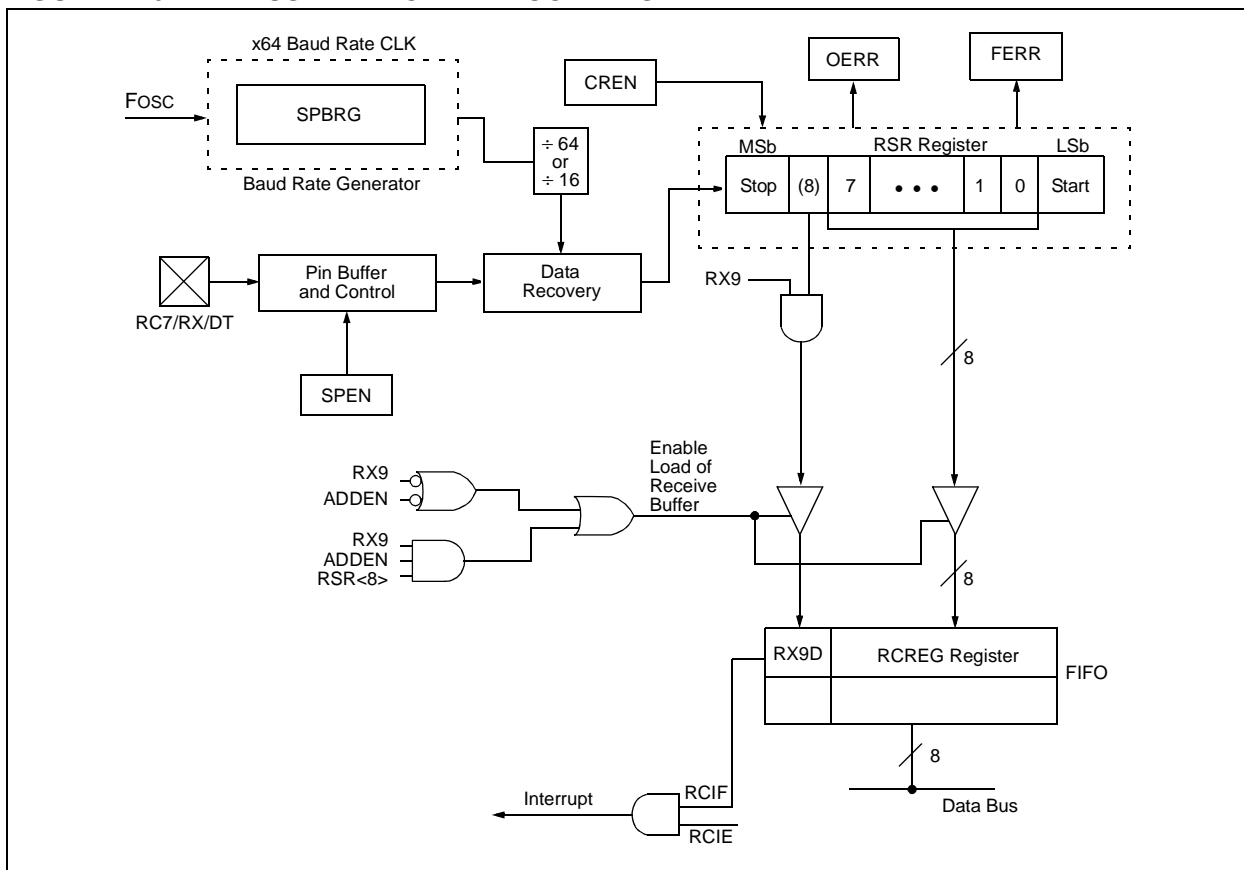 x64 Baud Rate CLK
FOSC
SPBRG
Baud Rate Generator
÷ 64
or
÷ 16
CREN
OERR
FERR
MSb
RSR Register
LSb
Stop
(8)
7
• • •
1
0
Start
RC7/RX/DT
Pin Buffer
and Control
Data
Recovery
SPEN
RX9
8
RX9
ADDEN
RX9
ADDEN
RSR<8>
Enable
Load of
Receive
Buffer
8
RX9D
RCREG Register
FIFO
8
Data Bus
Interrupt
RCIF
RCIE